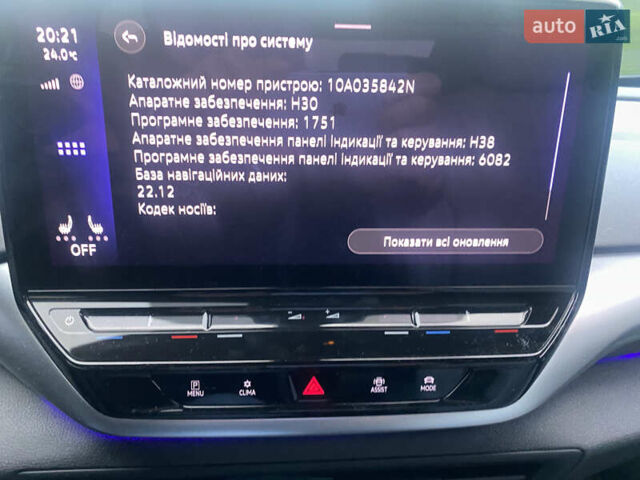 auto RIA.com
20:21
24.0°C
Відомості про систему
Каталожний номер пристрою: 10A035842N
Апаратне забезпечення: H30
Програмне забезпечення: 1751
Апаратне забезпечення панелі індикації та керування: H38
Програмне забезпечення панелі індикації та керування: 6082
База навігаційних даних:
22.12
Кодек носіїв:
OFF
Показати всі оновлення
P
MENU
CLIMA
ASSIST
MODE